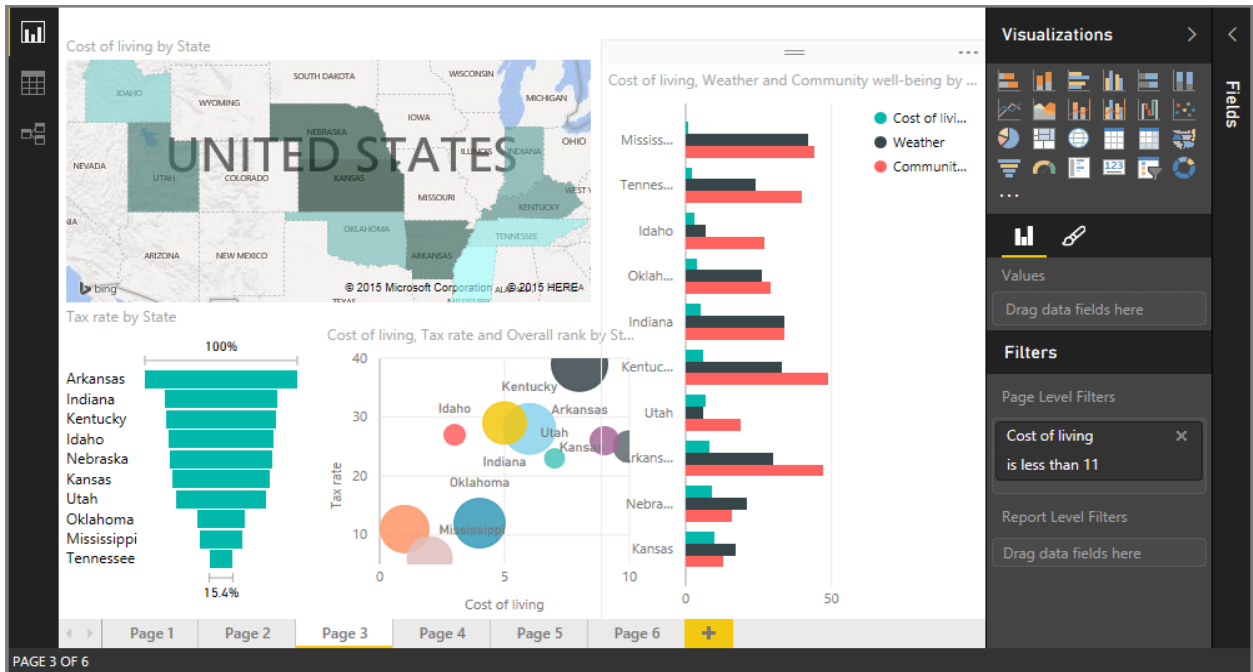 Cost of living by State
SOUTH DAKOTA
WISCONSIN
IDAHO
WYOMING
MICHIGAN
IOWA
NEBRASKA
UNITED STATES
OHIO
ILLINOIS
INDIANA
NEVADA
UTAH
COLORADO
KANSAS
MISSOURI
WEST V
KENTUCKY
OKLAHOMA
TENNESSEE
ARIZONA
NEW MEXICO
ARKANSAS
bing
© 2015 Microsoft Corporation
© 2015 HERE
TEXAS
Tax rate by State
100%
Arkansas
Indiana
Kentucky
Idaho
Nebraska
Kansas
Utah
Oklahoma
Mississippi
Tennessee
15.4%
Cost of living, Tax rate and Overall rank by St...
Tax rate
40
30
20
10
Kentucky
Idaho
Arkansas
Utah
Kansas
Indiana
Oklahoma
Mississippi
0
5
10
Cost of living
Cost of living, Weather and Community well-being by ...
Cost of livi...
Weather
Communit...
Mississ...
Tennes...
Idaho
Oklah...
Indiana
Kentuc...
Utah
Arkans...
Nebra...
Kansas
0
50
Visualizations
123
Values
Drag data fields here
Filters
Page Level Filters
Cost of living
is less than 11
Report Level Filters
Drag data fields here
Fields
Page 1
Page 2
Page 3
Page 4
Page 5
Page 6
+
PAGE 3 OF 6